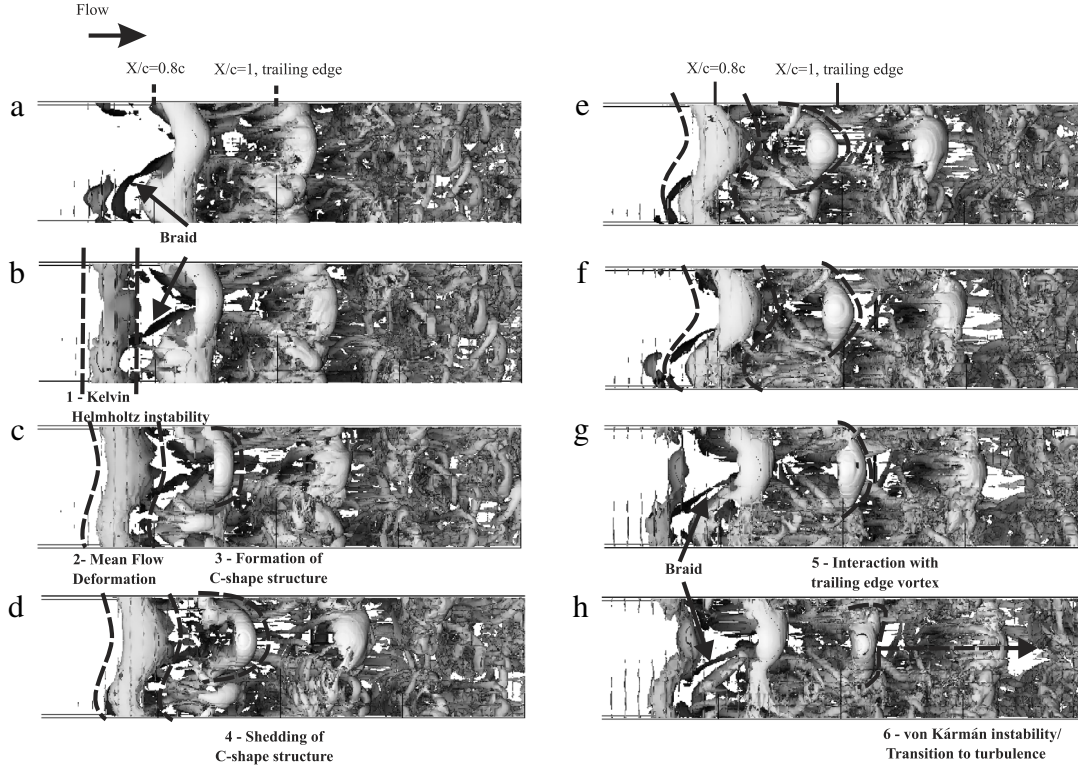 Flow
X/c=0.8c X/c=1, trailing edge
a
Braid
b
1 - Kelvin
Helmholtz instability
c
2- Mean Flow
Deformation
3 - Formation of
C-shape structure
d
4 - Shedding of
C-shape structure
X/c=0.8c X/c=1, trailing edge
e
f
g
Braid
5 - Interaction with
trailing edge vortex
h
6 - von Kármán instability/
Transition to turbulence